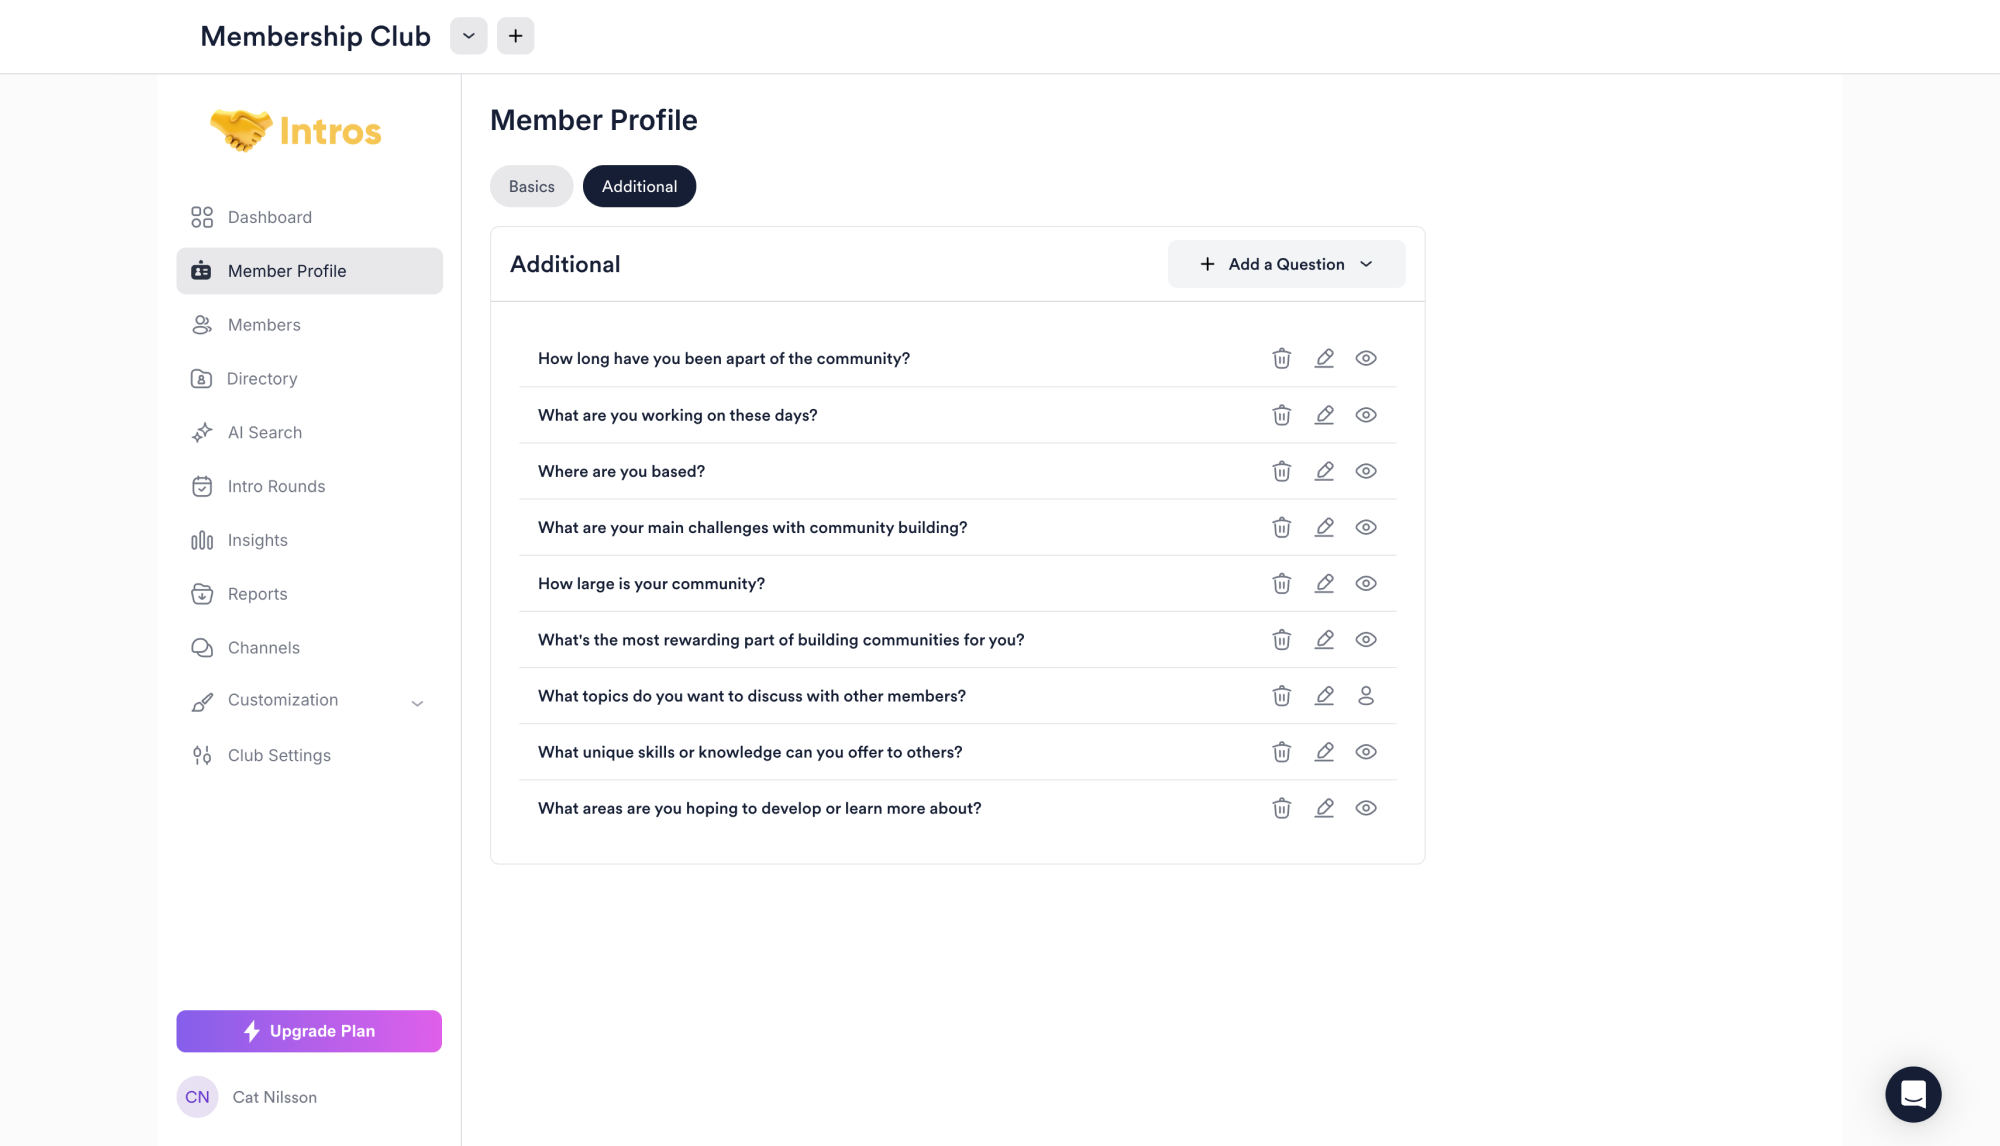 Membership Club
Intros
Dashboard
Member Profile
Members
Directory
AI Search
Intro Rounds
Insights
Reports
Channels
Customization
Club Settings
Upgrade Plan
CN
Cat Nilsson
Member Profile
Basics
Additional
Additional
Add a Question
How long have you been apart of the community?
What are you working on these days?
Where are you based?
What are your main challenges with community building?
How large is your community?
What's the most rewarding part of building communities for you?
What topics do you want to discuss with other members?
What unique skills or knowledge can you offer to others?
What areas are you hoping to develop or learn more about?